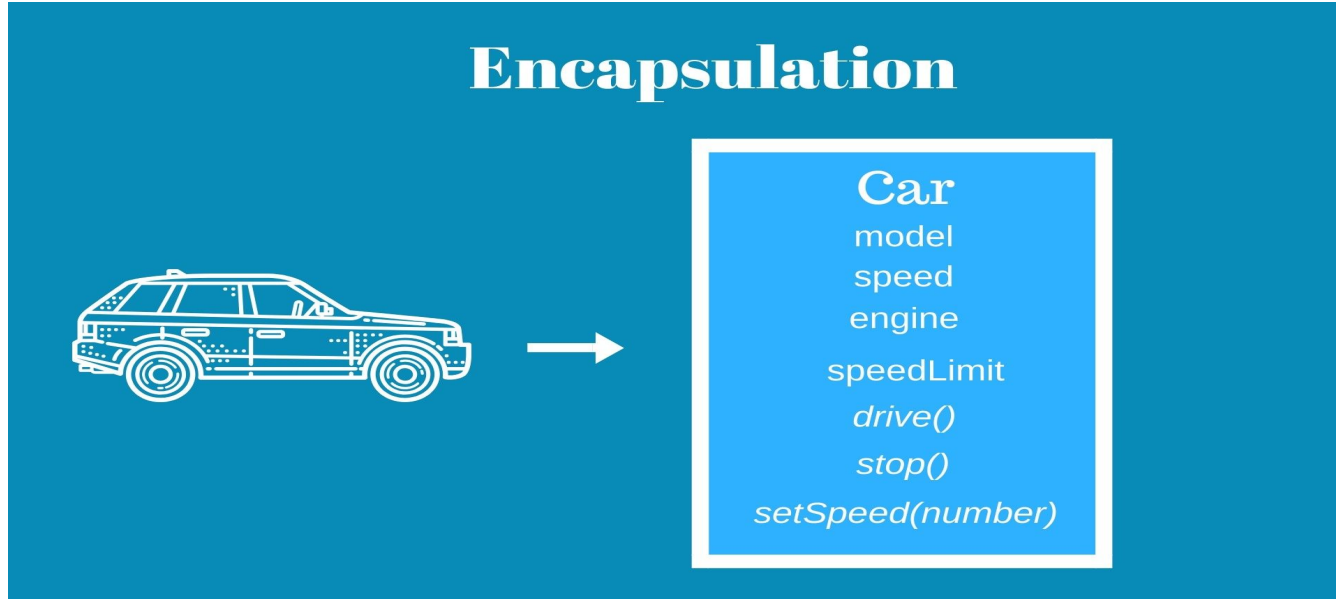 Encapsulation
Car
model
speed
engine
speedLimit
drive()
stop()
setSpeed(number)